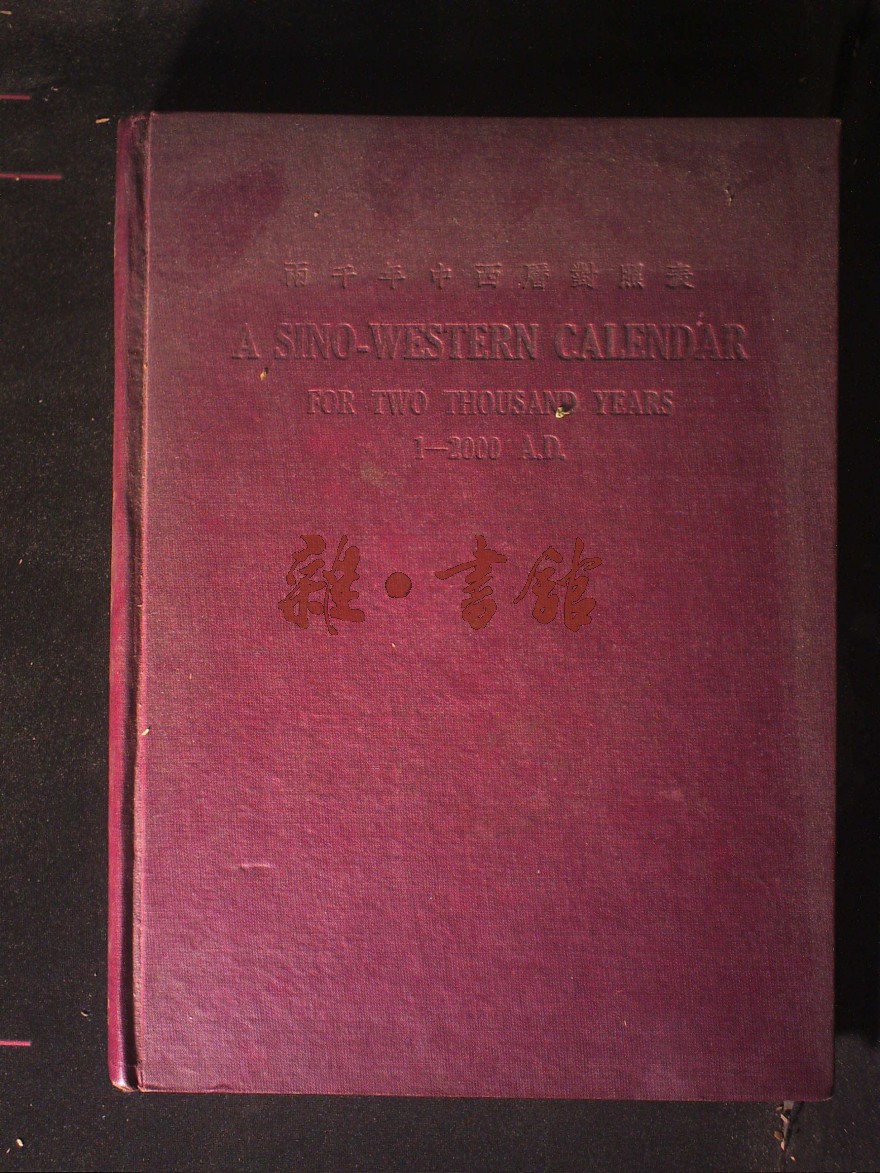 兩千年中西曆對照表
A SINO-WESTERN CALENDAR
FOR TWO THOUSAND YEARS
1—2000 A.D.
雜·書館